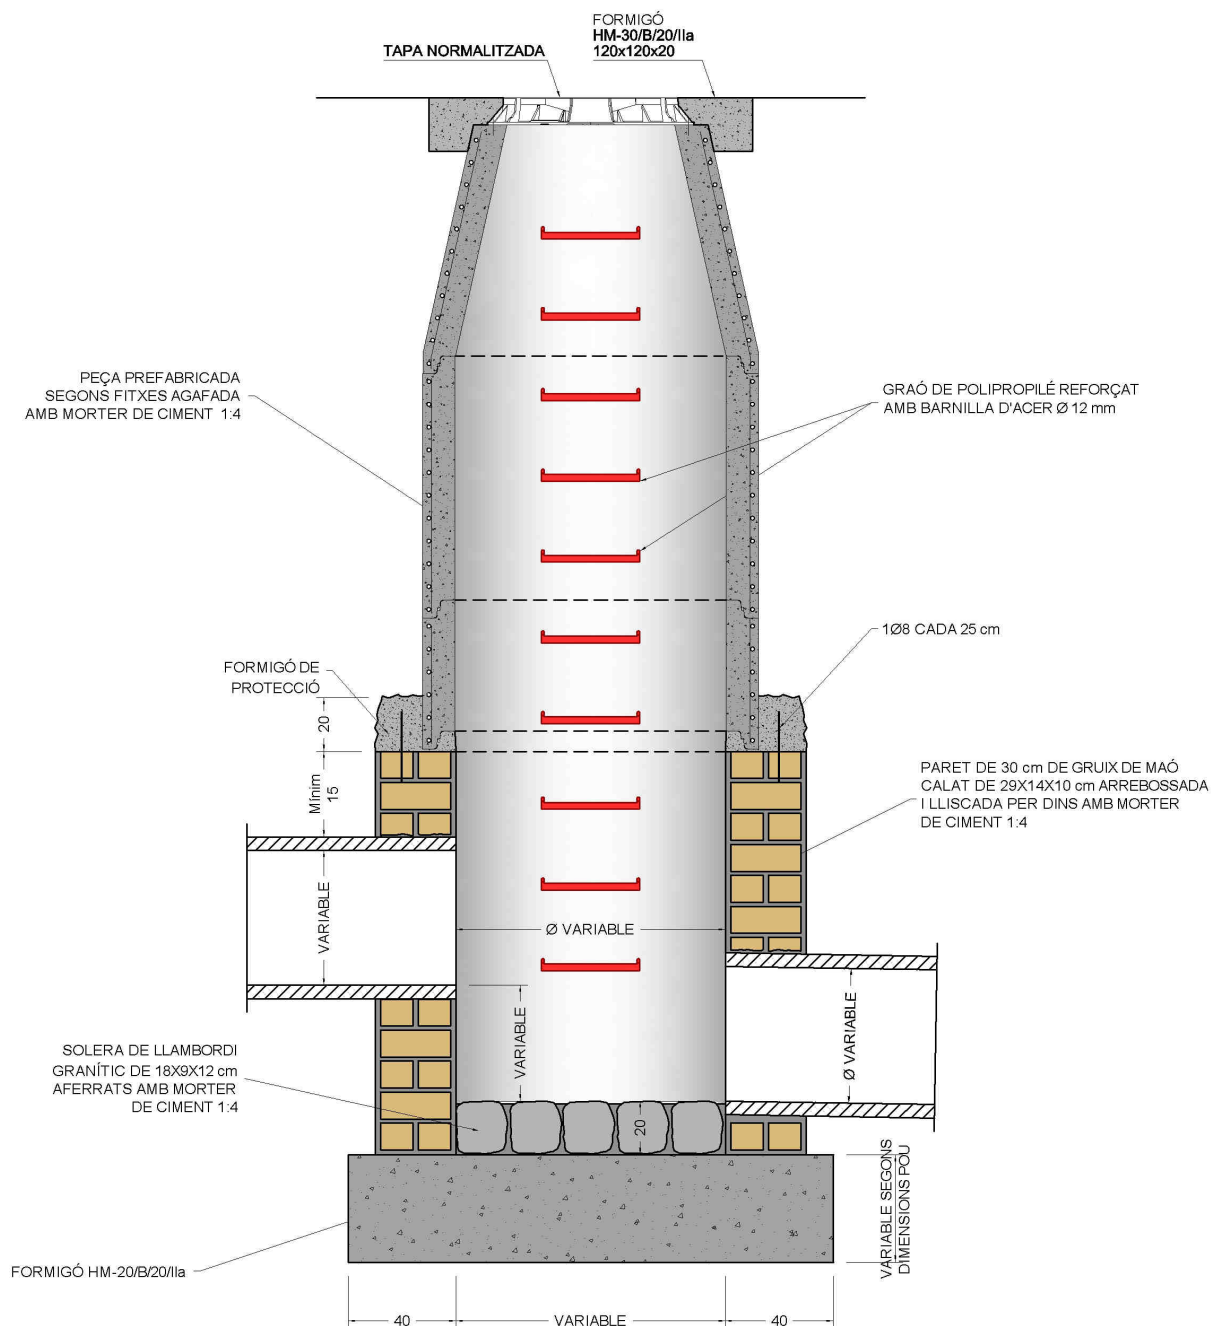 FORMIGÓ
HM-30/B/20/IIa
120x120x20
TAPA NORMALITZADA
PEÇA PREFABRICADA
SEGONS FITXES AGAFADA
AMB MORTER DE CIMENT 1:4
GRAÓ DE POLIPROPILÉ REFORÇAT
AMB BARNILLA D'ACER Ø 12 mm
1Ø8 CADA 25 cm
FORMIGÓ DE
PROTECCIÓ
20
Mínim
15
PARET DE 30 cm DE GRUIX DE MAÓ
CALAT DE 29X14X10 cm ARREBOSSADA
I LLISCADA PER DINS AMB MORTER
DE CIMENT 1:4
VARIABLE
Ø VARIABLE
VARIABLE
Ø VARIABLE
SOLERA DE LLAMBORDI
GRANÍTIC DE 18X9X12 cm
AFERRATS AMB MORTER
DE CIMENT 1:4
20
VARIABLE SEGONS
DIMENSIONS POU
FORMIGÓ HM-20/B/20/IIa
40
VARIABLE
40